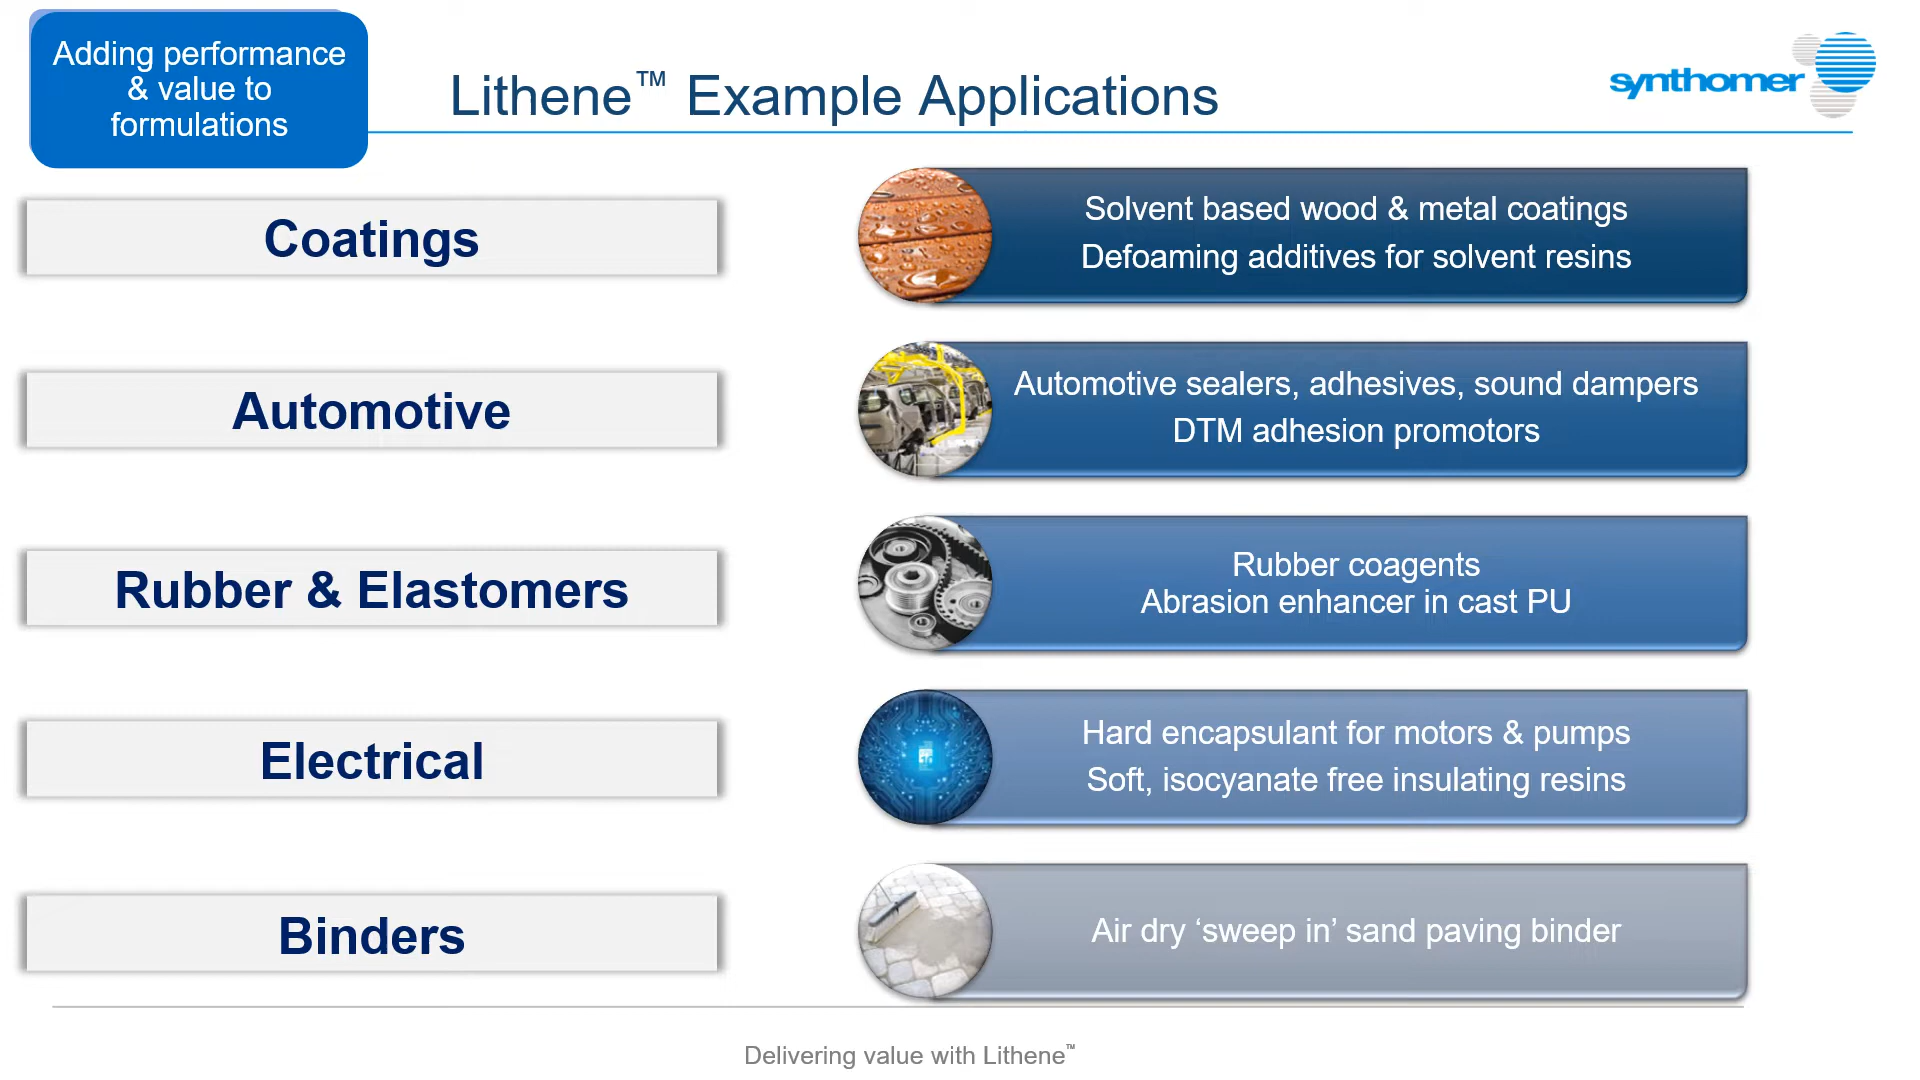 Adding performance
& value to
formulations
Lithene™ Example Applications
synthomer
Coatings
Solvent based wood & metal coatings
Defoaming additives for solvent resins
Automotive
Automotive sealers, adhesives, sound dampers
DTM adhesion promotors
Rubber & Elastomers
Rubber coagents
Abrasion enhancer in cast PU
Electrical
Hard encapsulant for motors & pumps
Soft, isocyanate free insulating resins
Binders
Air dry ‘sweep in’ sand paving binder
Delivering value with Lithene™